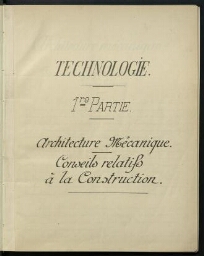 TECHNOLOGIE.
1re PARTIE.
Architecture Mécanique.
Conseils relatifs
à la Construction.